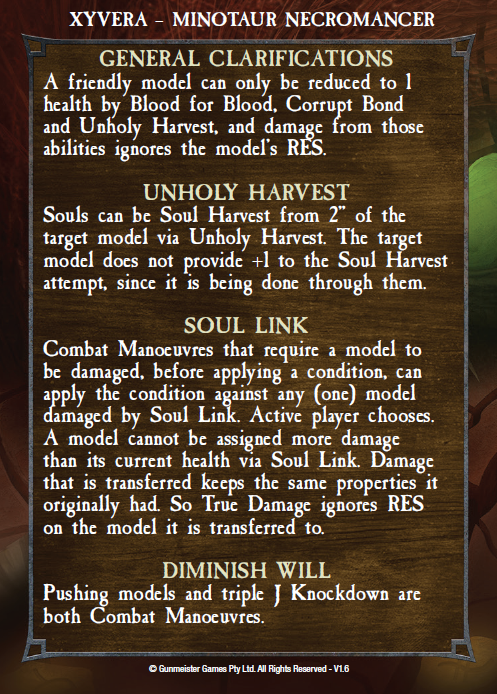 XYVERA – MINOTAUR NECROMANCER
GENERAL CLARIFICATIONS
A friendly model can only be reduced to 1
health by Blood for Blood, Corrupt Bond
and Unholy Harvest, and damage from those
abilities ignores the model's RES.
UNHOLY HARVEST
Souls can be Soul Harvest from 2" of the
target model via Unholy Harvest. The target
model does not provide +1 to the Soul Harvest
attempt, since it is being done through them.
SOUL LINK
Combat Manoeuvres that require a model to
be damaged, before applying a condition, can
apply the condition against any (one) model
damaged by Soul Link. Active player chooses.
A model cannot be assigned more damage
than its current health via Soul Link. Damage
that is transferred keeps the same properties it
originally had. So True Damage ignores RES
on the model it is transferred to.
DIMINISH WILL
Pushing models and triple J Knockdown are
both Combat Manoeuvres.
© Gunmeister Games Pty Ltd. All Rights Reserved - V1.6